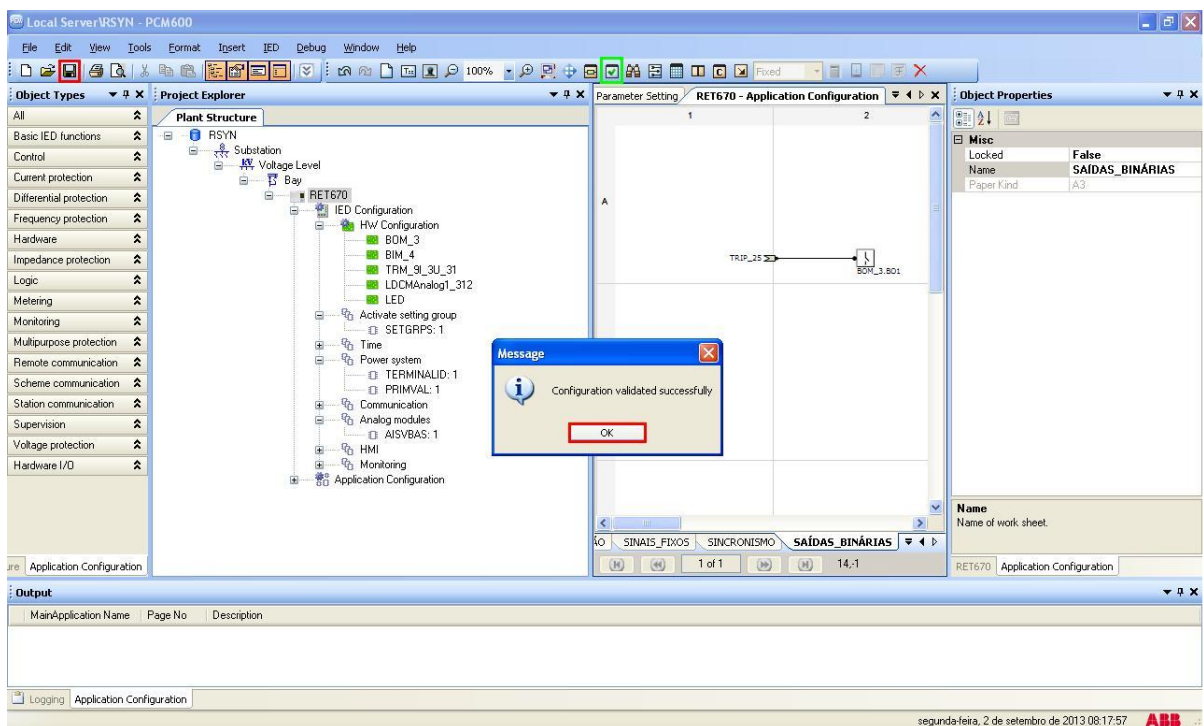 Local Server\RSYN - PCM600
File Edit View Tools Format Insert IED Debug Window Help
100% Fixed
Object Types
All
Basic IED functions
Control
Current protection
Differential protection
Frequency protection
Hardware
Impedance protection
Logic
Metering
Monitoring
Multipurpose protection
Remote communication
Scheme communication
Station communication
Supervision
Voltage protection
Hardware I/O
Application Configuration
Project Explorer
Plant Structure
RSYN
Substation
Voltage Level
Bay
RET670
IED Configuration
HW Configuration
BOM_3
BIM_4
TRM_9I_3U_31
LDCMAnalog1_312
LED
Activate setting group
SETGRPS: 1
Time
Power system
TERMINALID: 1
PRIMVAL: 1
Communication
Analog modules
AISVBAS: 1
HMI
Monitoring
Application Configuration
Parameter Setting RET670 - Application Configuration
1 2
A
TRIP_25
BOM_3.BO1
Message
Configuration validated successfully
OK
SINAIS_FIXOS SINCRONISMO SAÍDAS_BINÁRIAS
1 of 1 14,-1
Object Properties
Misc
Locked False
Name SAÍDAS_BINÁRIAS
Paper Kind A3
Name
Name of work sheet.
RET670 Application Configuration
Output
MainApplication Name Page No Description
Logging Application Configuration
segunda-feira, 2 de setembro de 2013 08:17:57 ABB